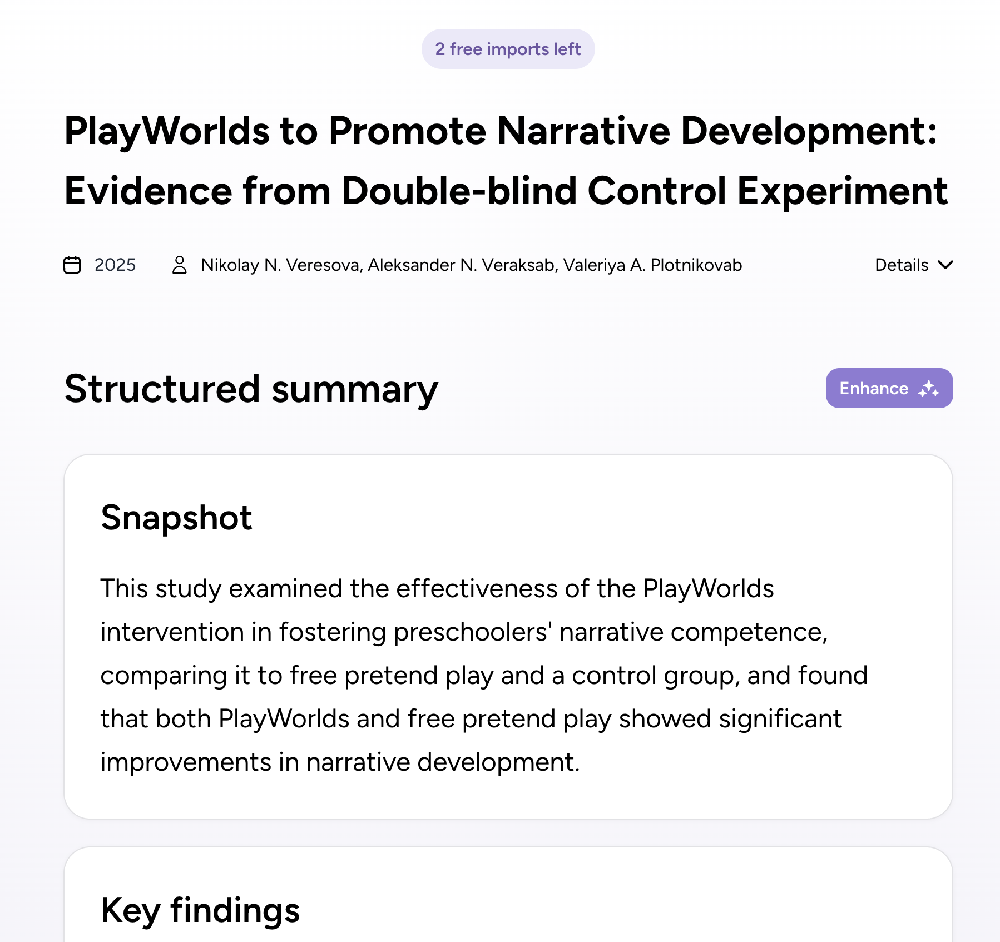 2 free imports left
PlayWorlds to Promote Narrative Development:
Evidence from Double-blind Control Experiment
2025 Nikolay N. Veresova, Aleksander N. Veraksab, Valeriya A. Plotnikovab Details
Structured summary Enhance
Snapshot
This study examined the effectiveness of the PlayWorlds
intervention in fostering preschoolers' narrative competence,
comparing it to free pretend play and a control group, and found
that both PlayWorlds and free pretend play showed significant
improvements in narrative development.
Key findings